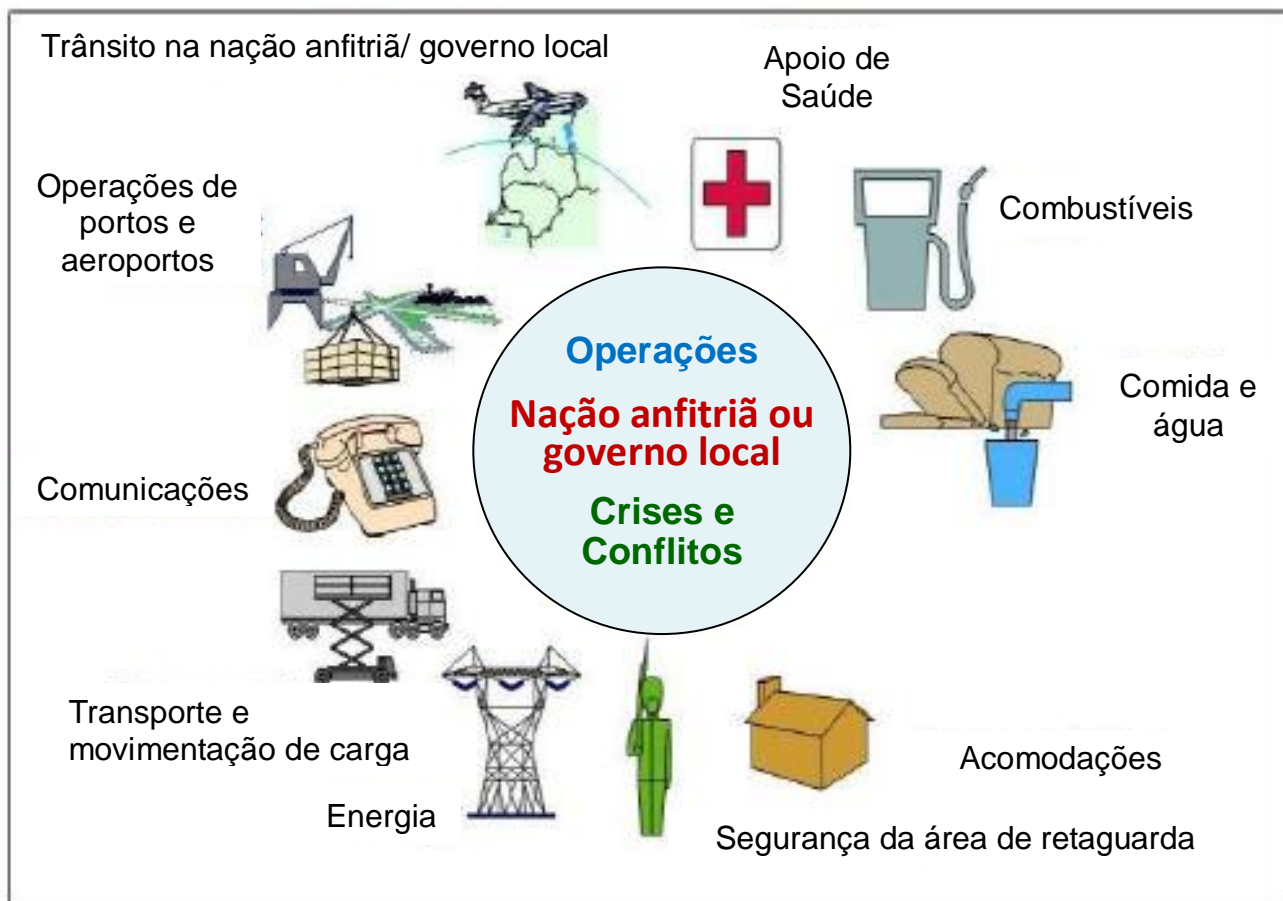 Trânsito na nação anfitriã/ governo local
Apoio de
Saúde
Operações de
portos e
aeroportos
Combustíveis
Operações
Nação anfitriã ou
governo local
Crises e
Conflitos
Comida e
água
Comunicações
Transporte e
movimentação de carga
Acomodações
Energia
Segurança da área de retaguarda